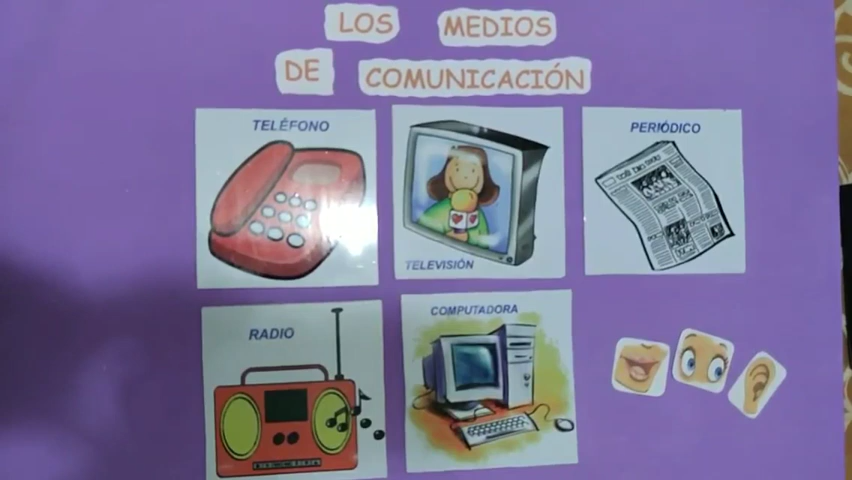 LOS MEDIOS
DE COMUNICACIÓN
TELÉFONO
TELEVISIÓN
PERIÓDICO
RADIO
COMPUTADORA